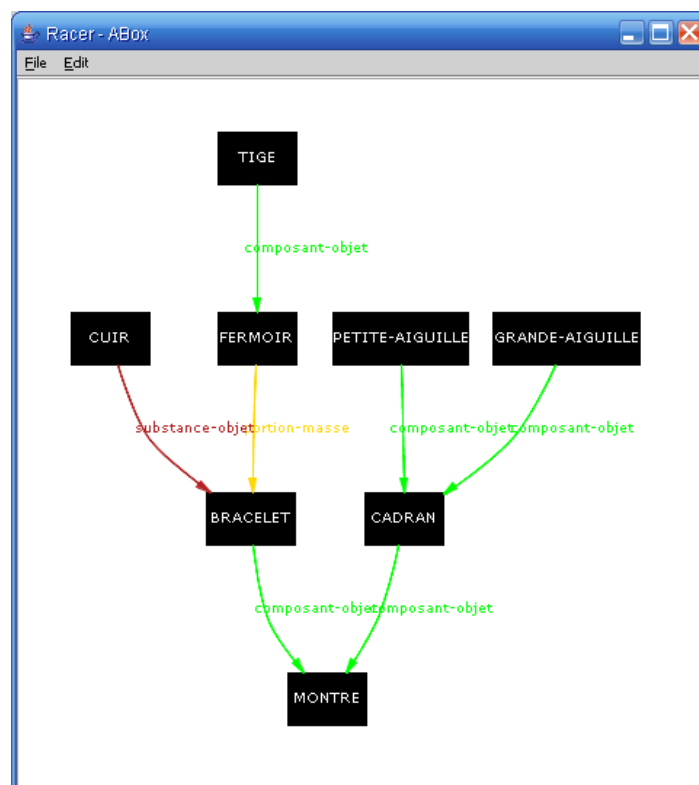 Racer - ABox
File Edit
TIGE
composant-objet
CUIR
FERMOIR
PETITE-AIGUILLE
GRANDE-AIGUILLE
substance-objet
portion-masse
composant-objet
composant-objet
BRACELET
CADRAN
composant-objet
composant-objet
MONTRE